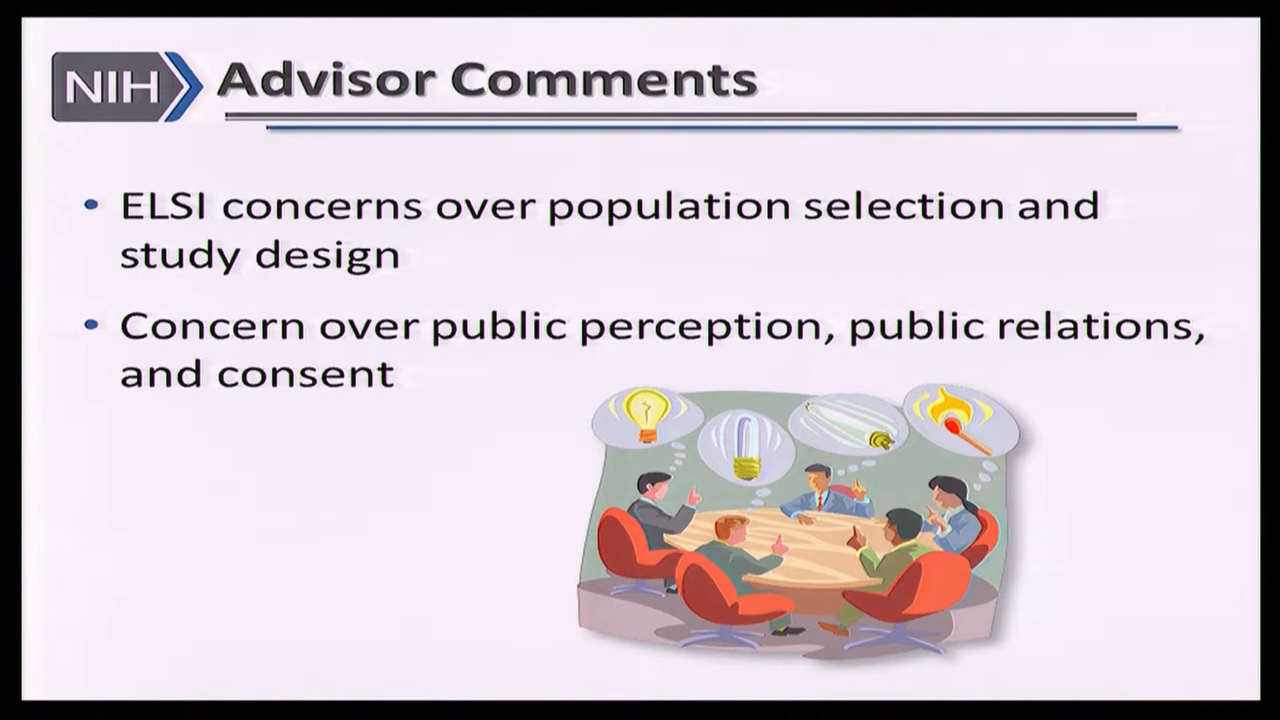 NIH Advisor Comments
• ELSI concerns over population selection and
study design
• Concern over public perception, public relations,
and consent